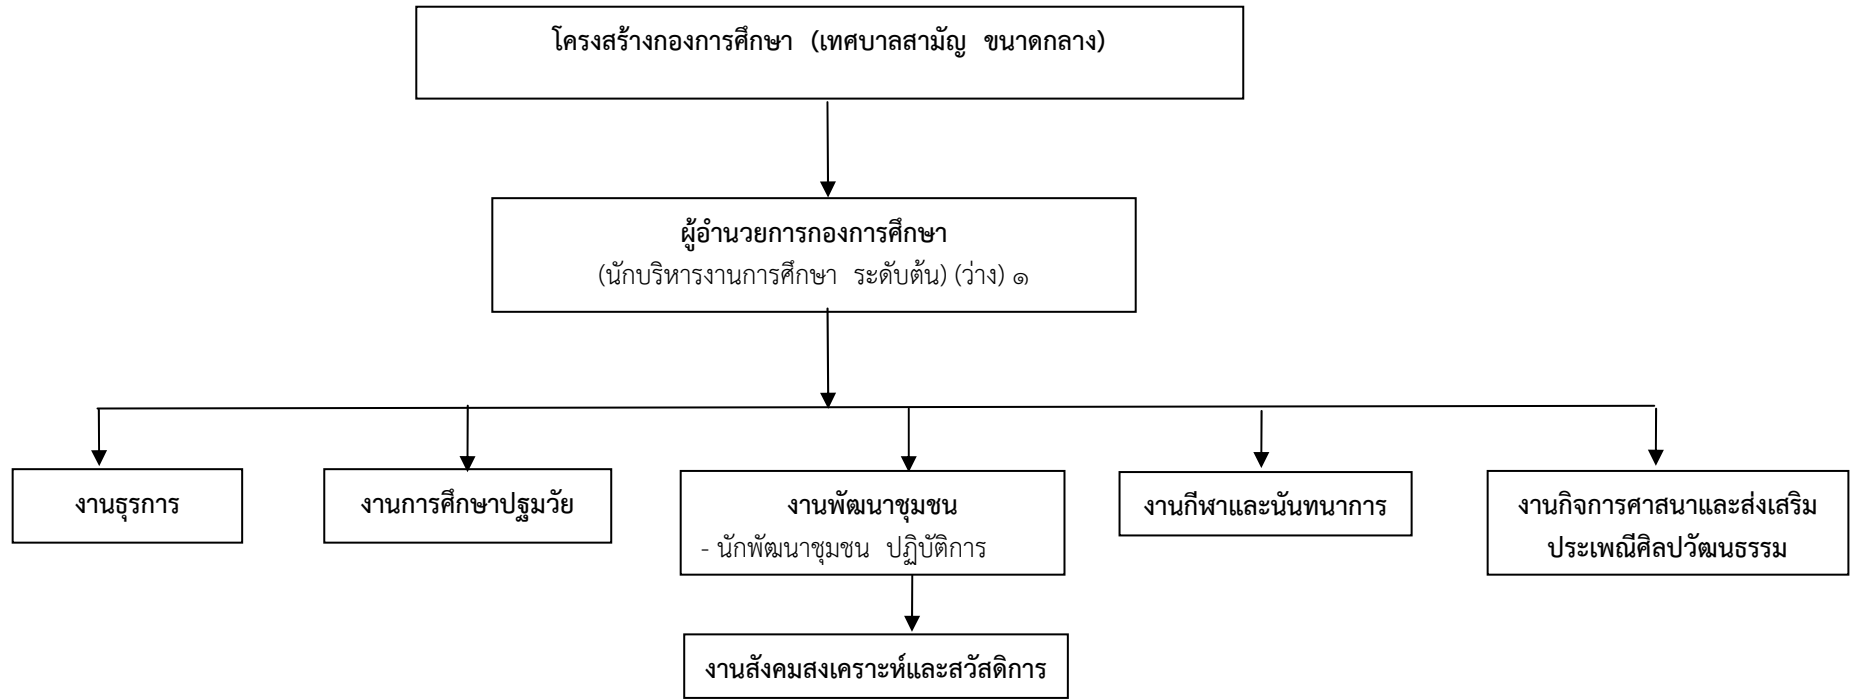 โครงสร้างกองการศึกษา (เทศบาลสามัญ ขนาดกลาง)
ผู้อำนวยการกองการศึกษา
(นักบริหารงานการศึกษา ระดับต้น) (ว่าง) ๑
งานธุรการ
งานการศึกษาปฐมวัย
งานพัฒนาชุมชน
- นักพัฒนาชุมชน ปฏิบัติการ
งานกีฬาและนันทนาการ
งานกิจการศาสนาและส่งเสริม
ประเพณีศิลปวัฒนธรรม
งานสังคมสงเคราะห์และสวัสดิการ